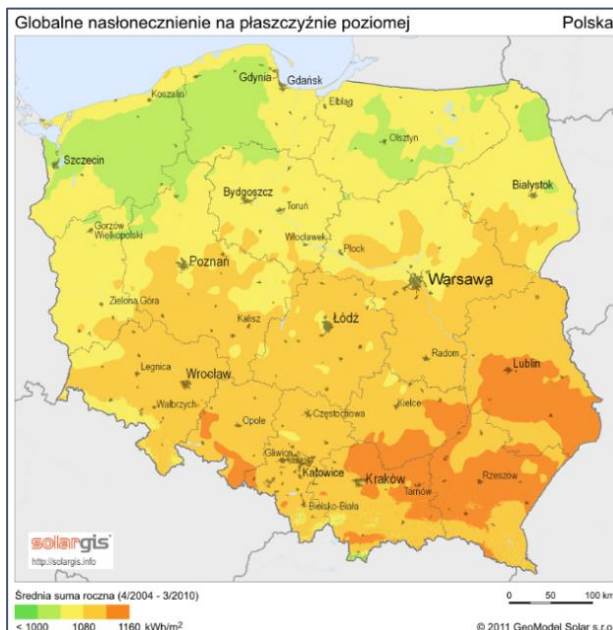 Globalne nasłonecznienie na płaszczyźnie poziomej Polska
Gdynia
Gdańsk
Koszalin
Elbląg
Olsztyn
Szczecin
Białystok
Bydgoszcz
Toruń
Gorzów
Wielkopolski
Włocławek
Płock
Poznań
Warsawa
Zielona Góra
Kalisz
Łódź
Radom
Lublin
Legnica
Wrocław
Wałbrzych
Opole
Częstochowa
Kielce
Gliwice
Katowice
Kraków
Tarnów
Rzeszów
Bielsko-Biała
solargis
http://solargis.info
Średnia suma roczna (4/2004 - 3/2010)
0 50 100 km
< 1000 1080 1160 kWh/m²
© 2011 GeoModel Solar s.r.o.